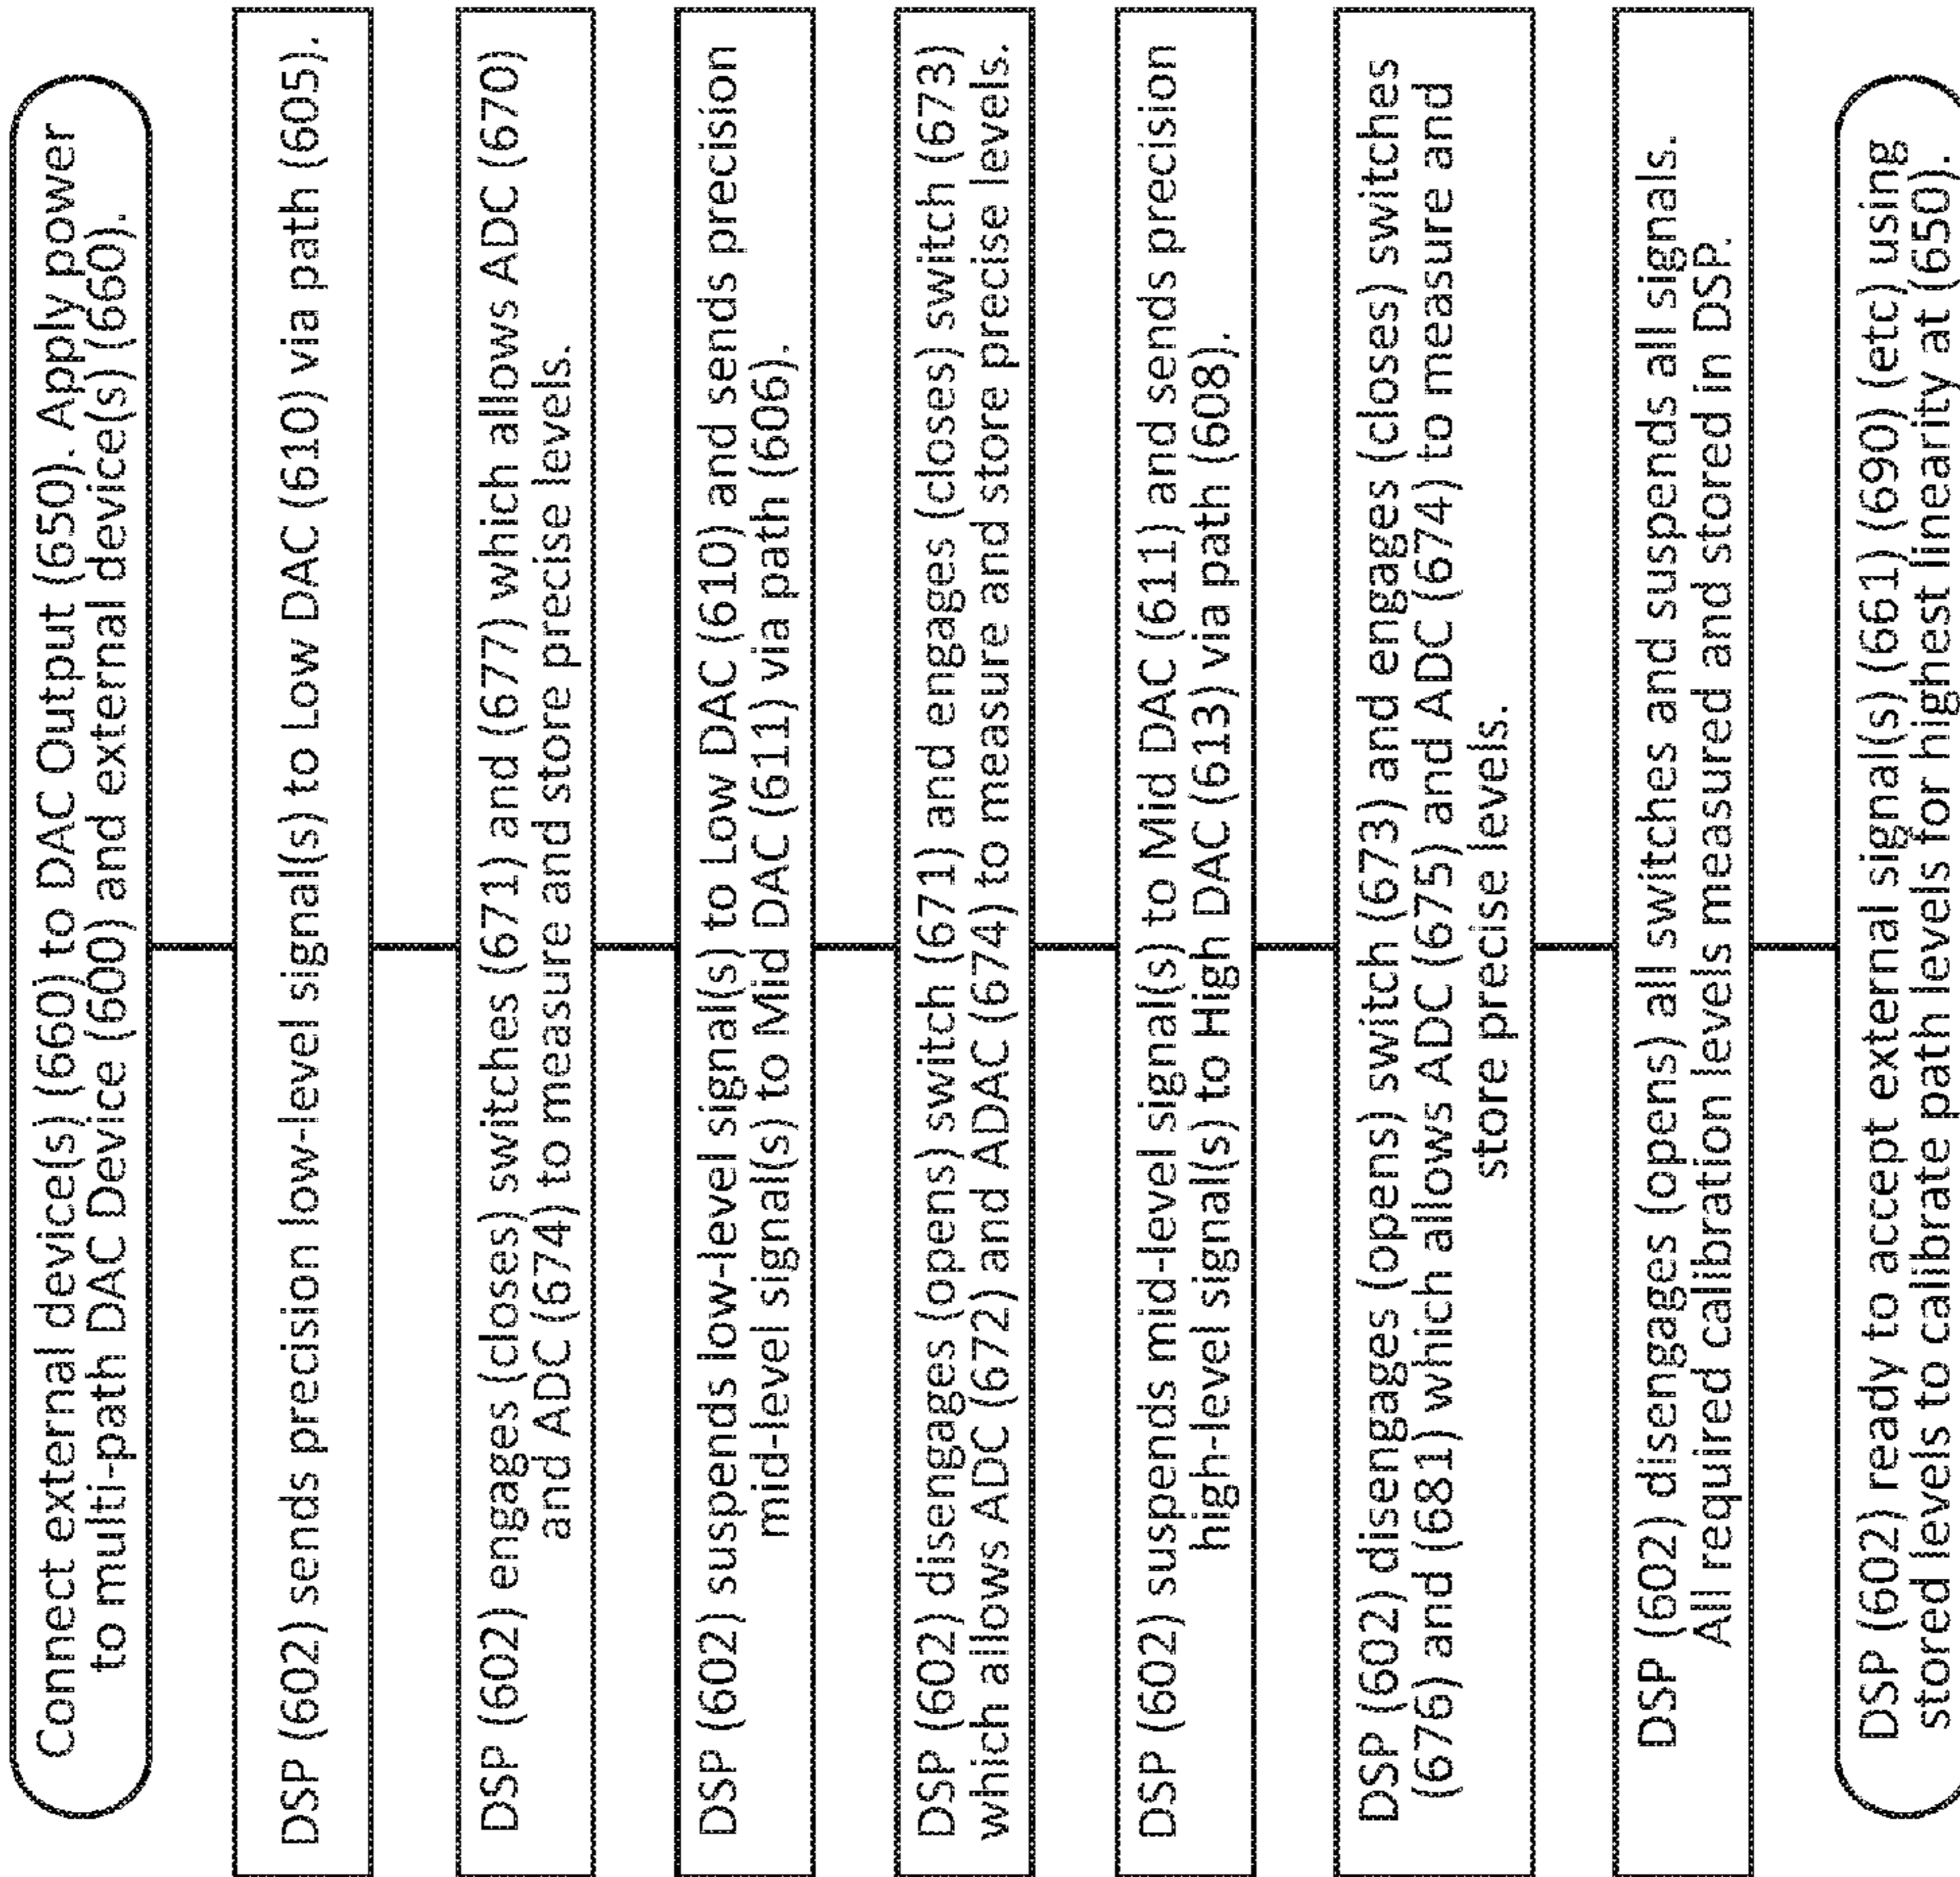 Connect external devices(s) (660) to DAC Output (650). Apply power
to multi-path DAC Device (600) and external device(s) (660).
DSP (602) sends precision low-level signal(s) to Low DAC (610) via path (605).
DSP (602) engages (closes) switches (671) and (677) which allows ADC (670)
and ADC (674) to measure and store precise levels.
DSP (602) suspends low-level signal(s) to Low DAC (610) and sends precision
mid-level signal(s) to Mid DAC (611) via path (606).
DSP (602) disengages (opens) switch (671) and engages (closes) switch (673)
which allows ADC (672) and ADAC (674) to measure and store precise levels.
DSP (602) suspends mid-level signal(s) to Mid DAC (611) and sends precision
high-level signal(s) to High DAC (613) via path (608).
DSP (602) disengages (opens) switch (673) and engages (closes) switches
(676) and (681) which allows ADC (675) and ADC (674) to measure and
store precise levels.
DSP (602) disengages (opens) all switches and suspends all signals.
All required calibration levels measured and stored in DSP.
DSP (602) ready to accept external signal(s) (661) (690) (etc) using
stored levels to calibrate path levels for highest linearity at (650).